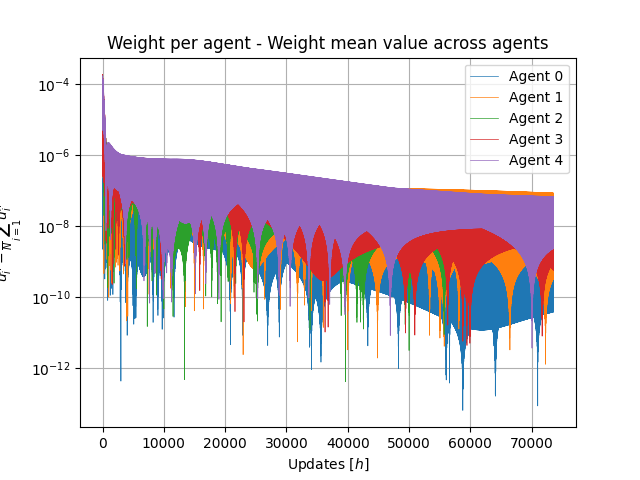 Weight per agent - Weight mean value across agents
10⁻⁴
10⁻⁶
10⁻⁸
10⁻¹⁰
10⁻¹²
0 10000 20000 30000 40000 50000 60000 70000
Updates [h]
Agent 0
Agent 1
Agent 2
Agent 3
Agent 4